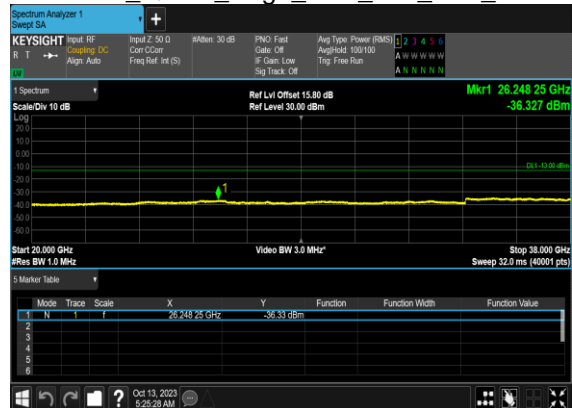 Spectrum Analyzer 1
Swept SA
+
KEYSIGHT Input: RF Input Z: 50 Ω #Atten: 30 dB PNO: Fast Avg Type: Power (RMS) 1 2 3 4 5 6
R T Coupling: DC Corr CCorr Gate: Off Avg|Hold: 100/100 A W W W W W
Align: Auto Freq Ref: Int (S) IF Gain: Low Trig: Free Run
Sig Track: Off A N N N N N
1 Spectrum Ref Lvl Offset 15.80 dB Mkr1 26.248 25 GHz
Scale/Div 10 dB Ref Level 30.00 dBm -36.327 dBm
Log
20.0
10.0
0.00
-10.0 DL1 -13.00 dBm
-20.0
-30.0 1
-40.0
-50.0
-60.0
Start 20.000 GHz Video BW 3.0 MHz* Stop 38.000 GHz
#Res BW 1.0 MHz Sweep 32.0 ms (40001 pts)
5 Marker Table
Mode Trace Scale X Y Function Function Width Function Value
1 N 1 f 26.248 25 GHz -36.33 dBm
2
3
4
5
6
? Oct 13, 2023
5:25:28 AM